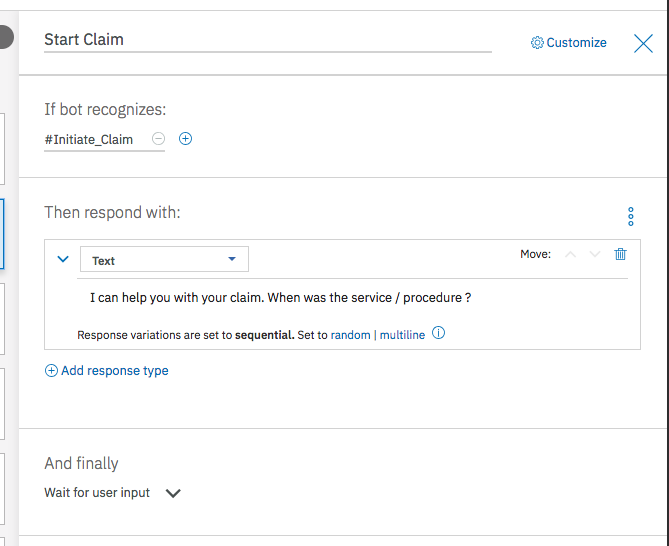 Start Claim
Customize
If bot recognizes:
#Initiate_Claim
Then respond with:
Text
Move:
I can help you with your claim. When was the service / procedure ?
Response variations are set to sequential. Set to random | multiline
Add response type
And finally
Wait for user input